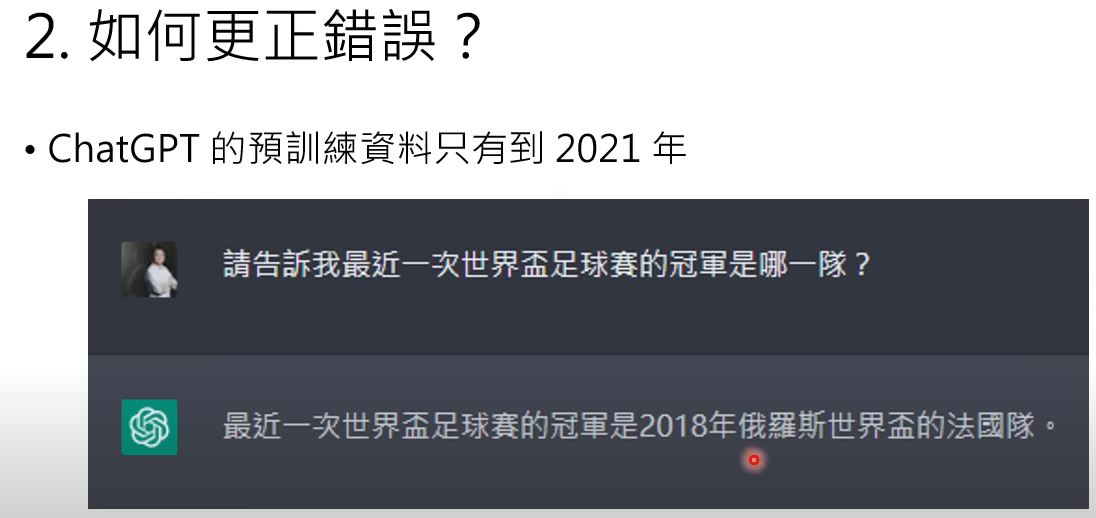 2. 如何更正錯誤？
• ChatGPT 的預訓練資料只有到 2021 年
請告訴我最近一次世界盃足球賽的冠軍是哪一隊？
最近一次世界盃足球賽的冠軍是2018年俄羅斯世界盃的法國隊。